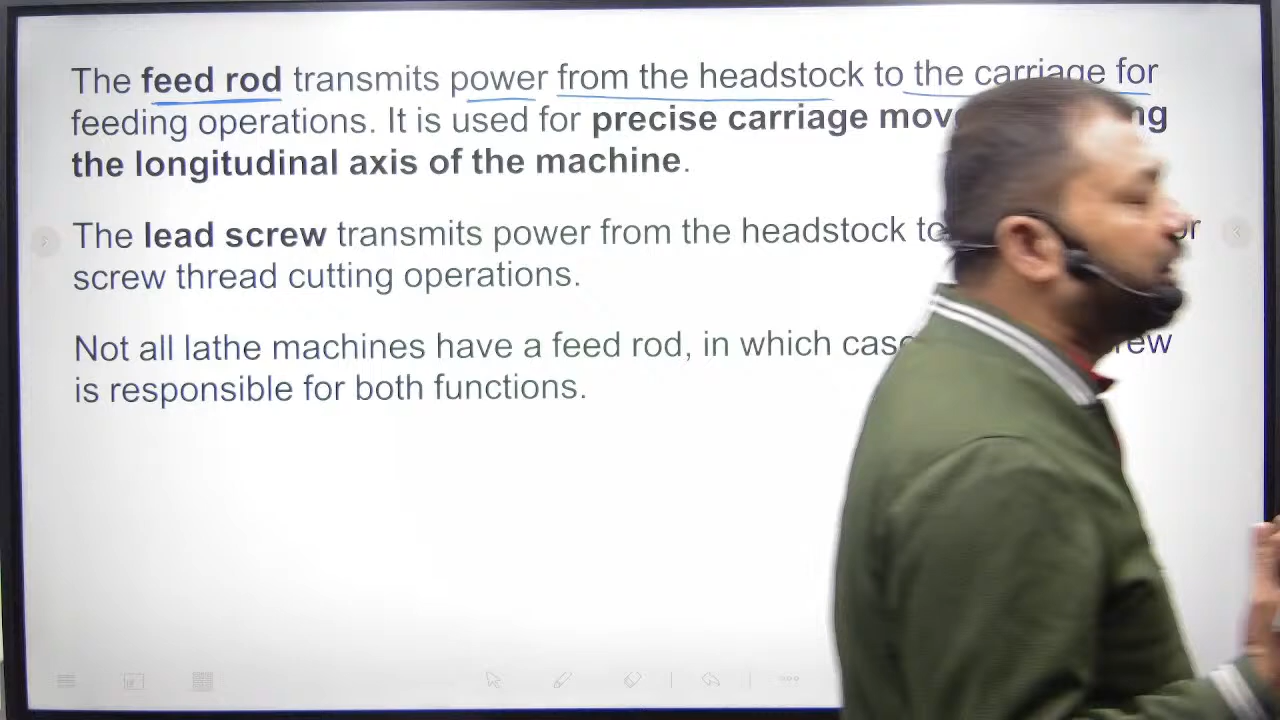 The feed rod transmits power from the headstock to the carriage for
feeding operations. It is used for precise carriage
the longitudinal axis of the machine.
The lead screw transmits power from the headstock to
screw thread cutting operations.
Not all lathe machines have a feed rod, in which
is responsible for both functions.